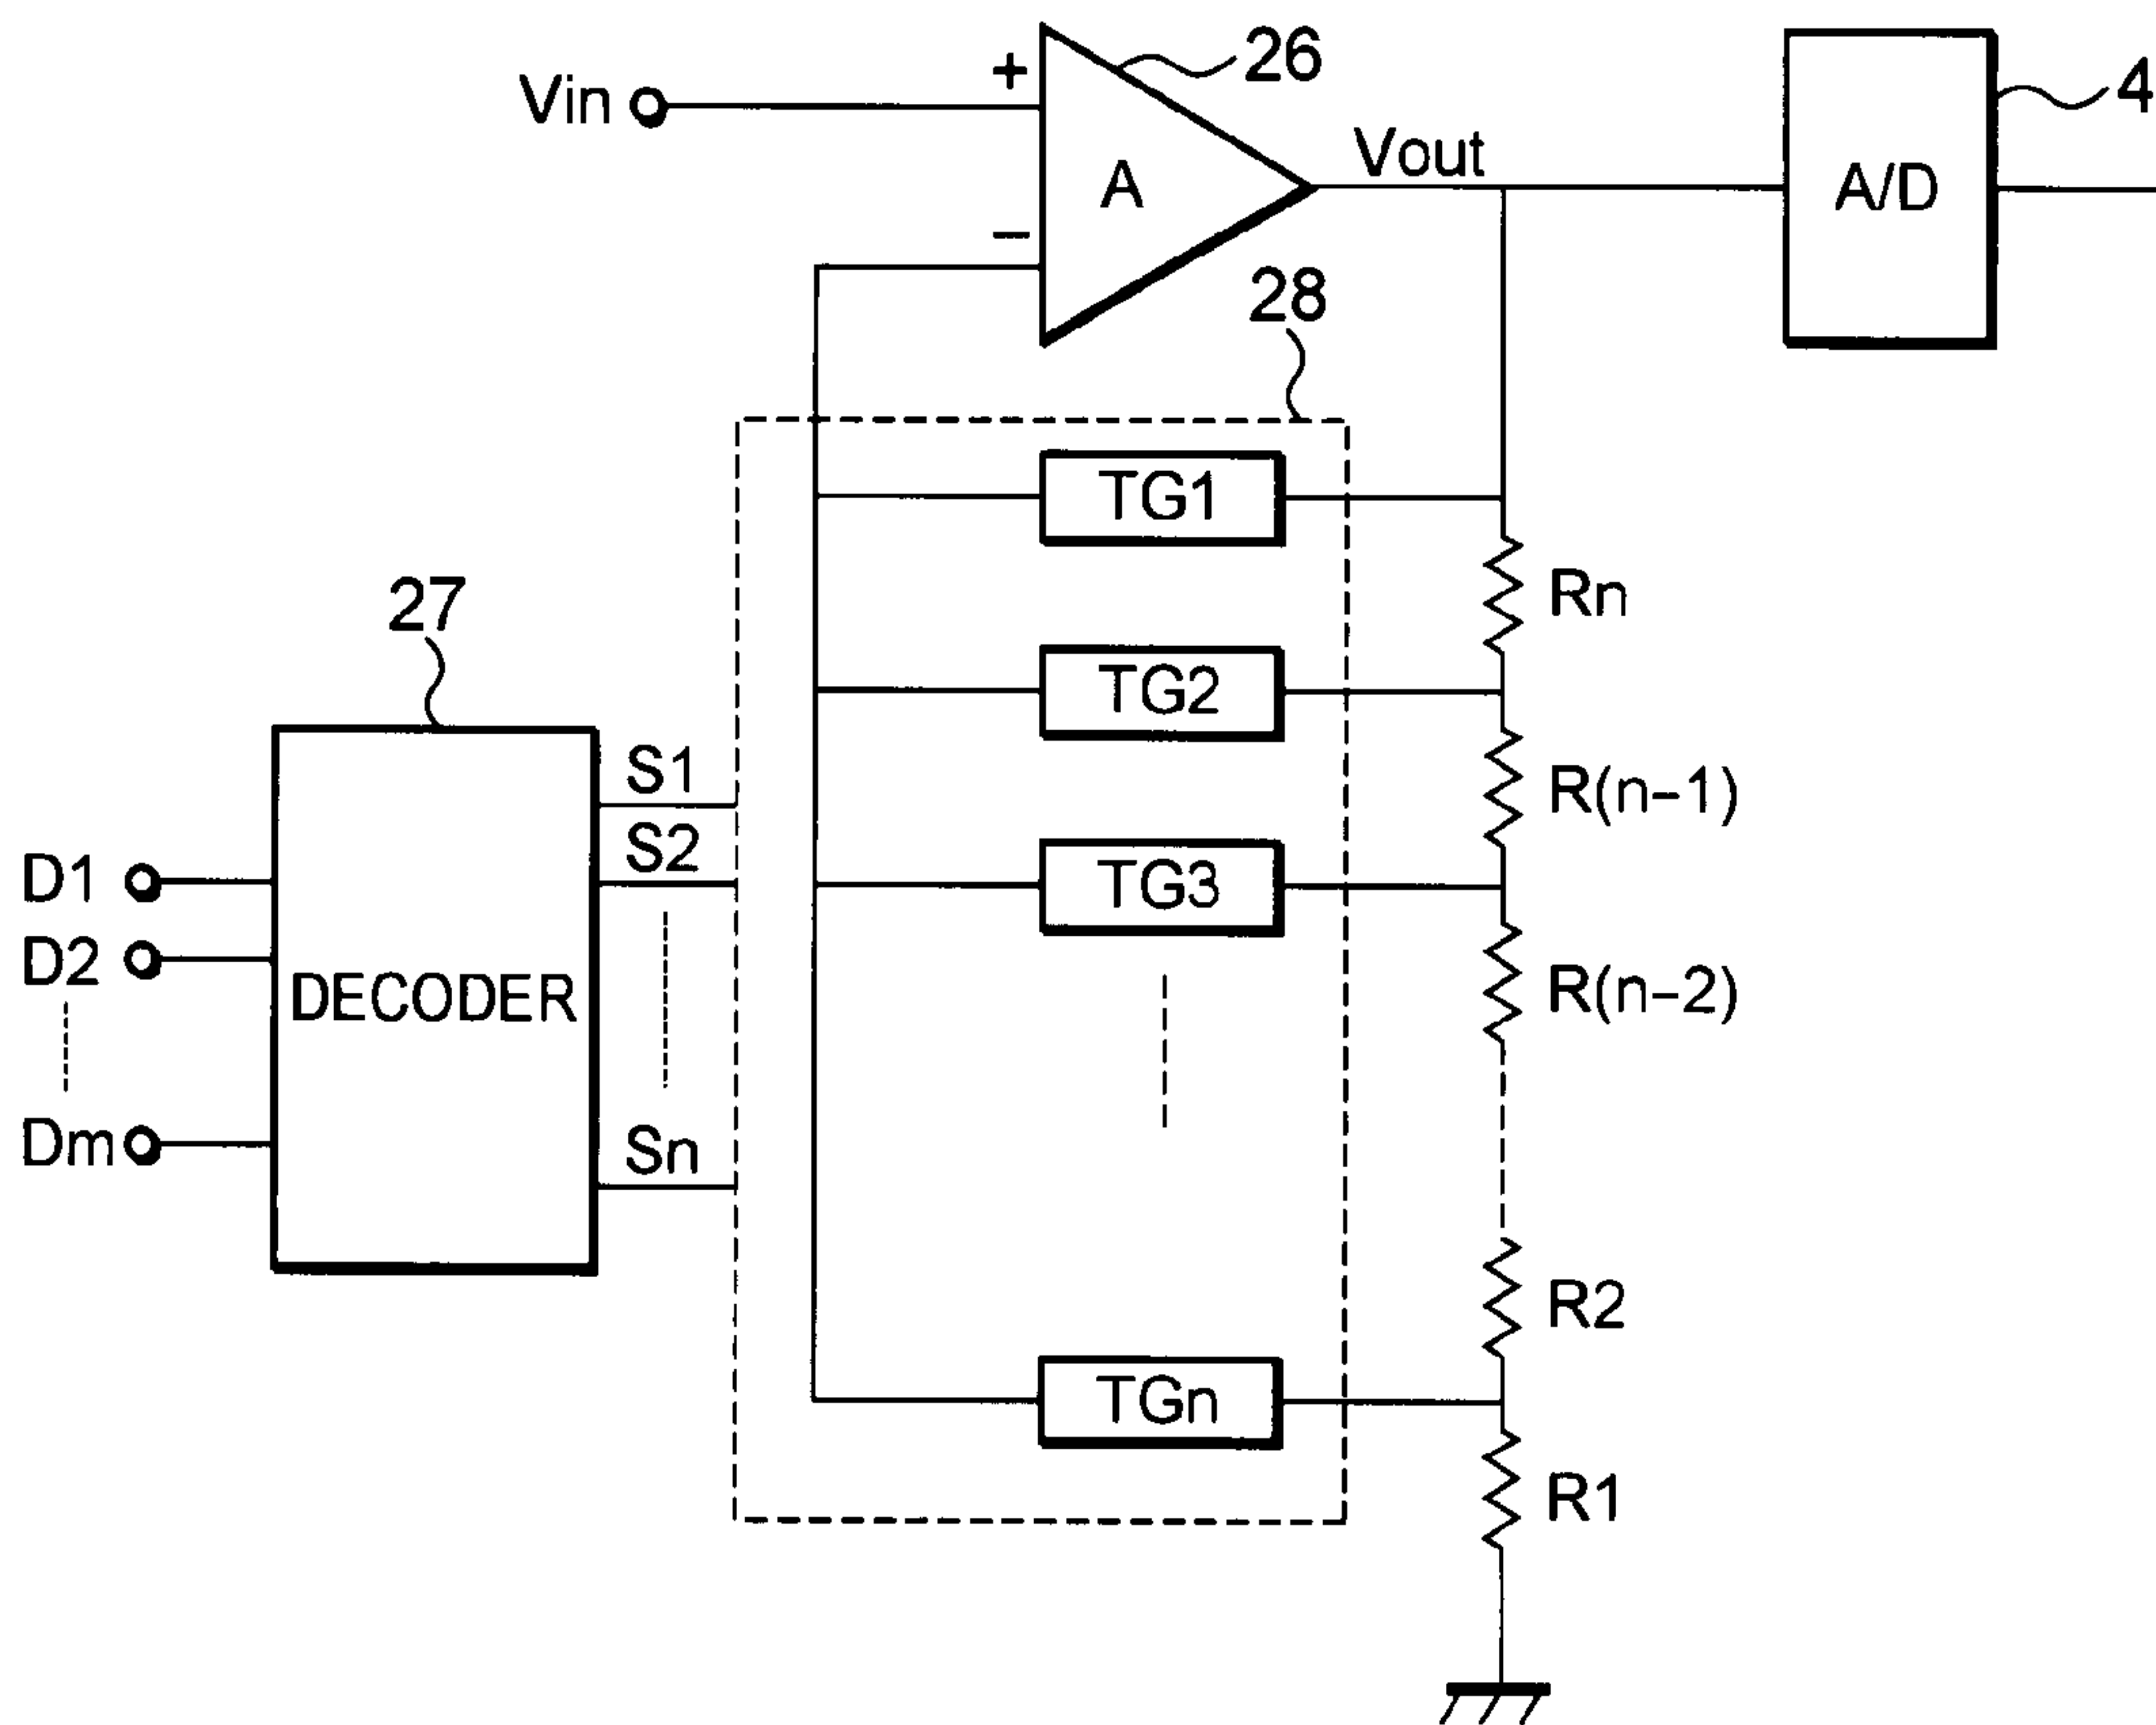 26
+
Vin
4
Vout
A
A/D
−
28
TG1
27
Rn
TG2
S1
R(n−1)
S2
D1
TG3
D2
DECODER
R(n−2)
Dm
Sn
R2
TGn
R1